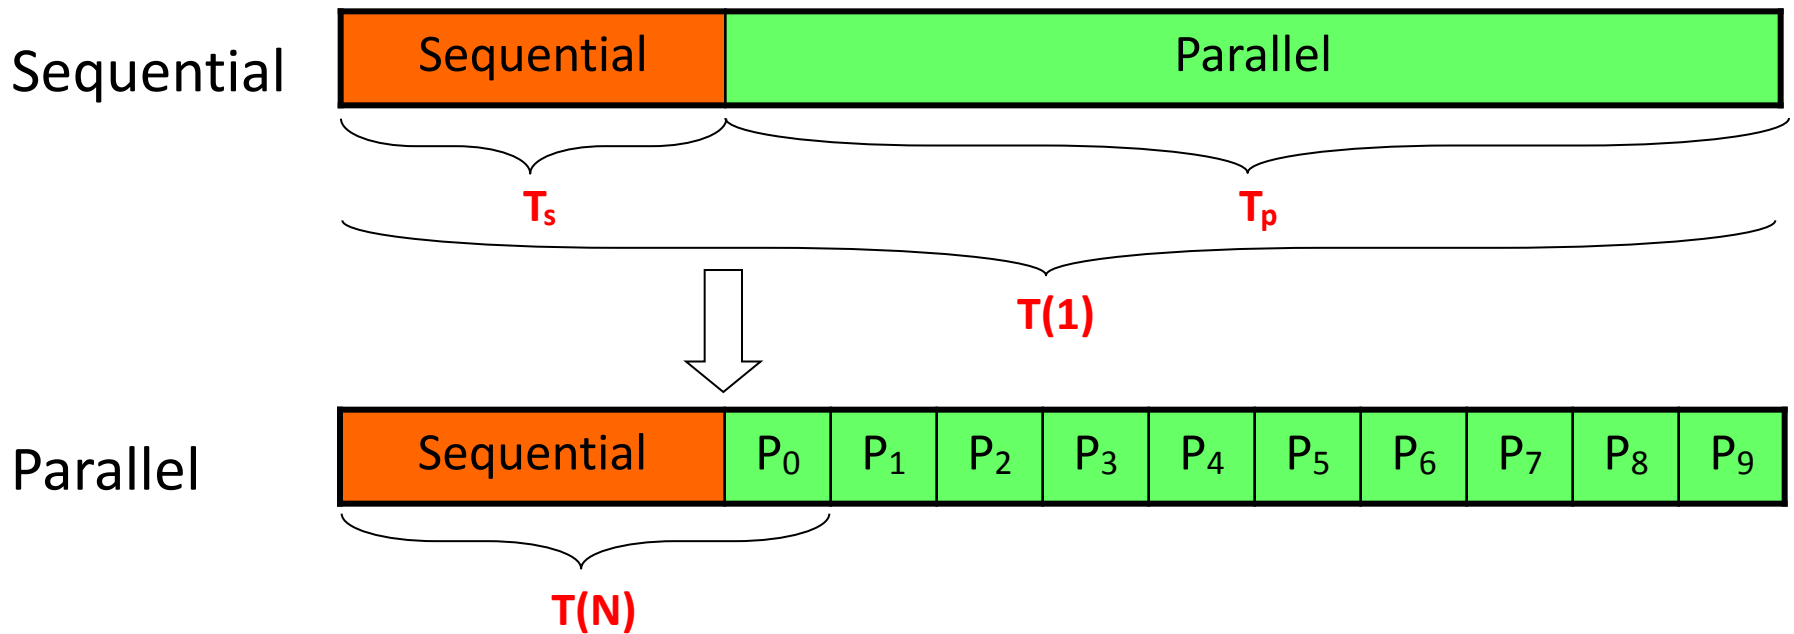 Sequential Sequential Parallel
Tₛ Tₚ
T(1)
Parallel Sequential P₀ P₁ P₂ P₃ P₄ P₅ P₆ P₇ P₈ P₉
T(N)